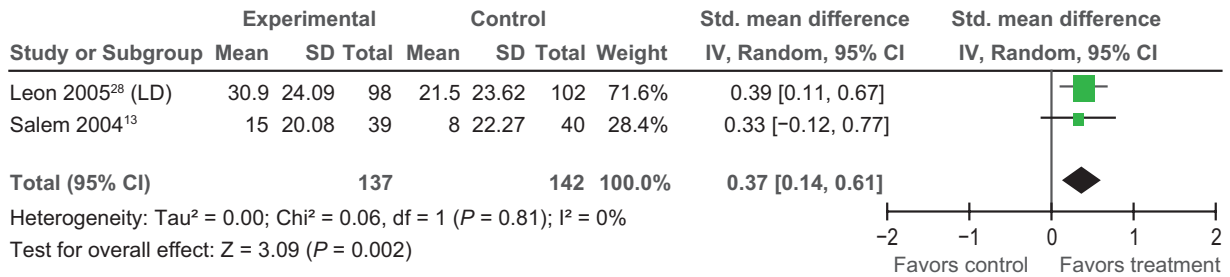 Experimental Control Std. mean difference Std. mean difference
Study or Subgroup Mean SD Total Mean SD Total Weight IV, Random, 95% CI IV, Random, 95% CI
Leon 2005²⁸ (LD) 30.9 24.09 98 21.5 23.62 102 71.6% 0.39 [0.11, 0.67]
Salem 2004¹³ 15 20.08 39 8 22.27 40 28.4% 0.33 [−0.12, 0.77]
Total (95% CI) 137 142 100.0% 0.37 [0.14, 0.61]
Heterogeneity: Tau² = 0.00; Chi² = 0.06, df = 1 (P = 0.81); I² = 0%
Test for overall effect: Z = 3.09 (P = 0.002)
−2 −1 0 1 2
Favors control Favors treatment